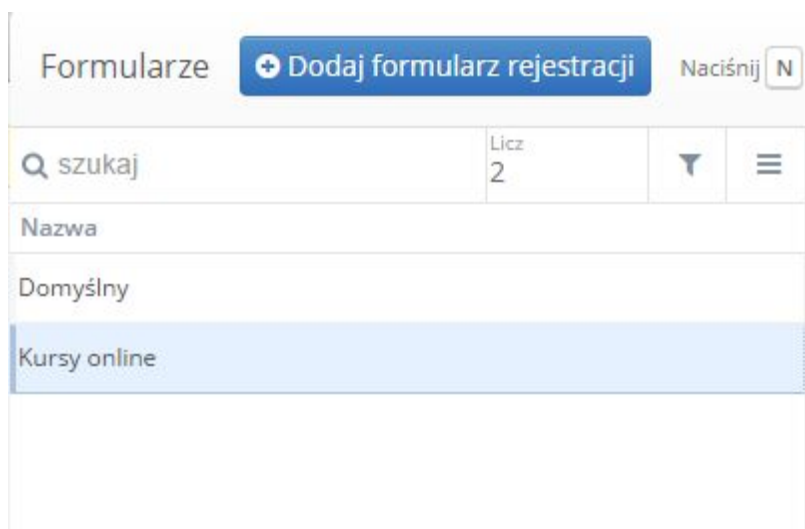 Formularze Dodaj formularz rejestracji Naciśnij N
szukaj Licz
2
Nazwa
Domyślny
Kursy online